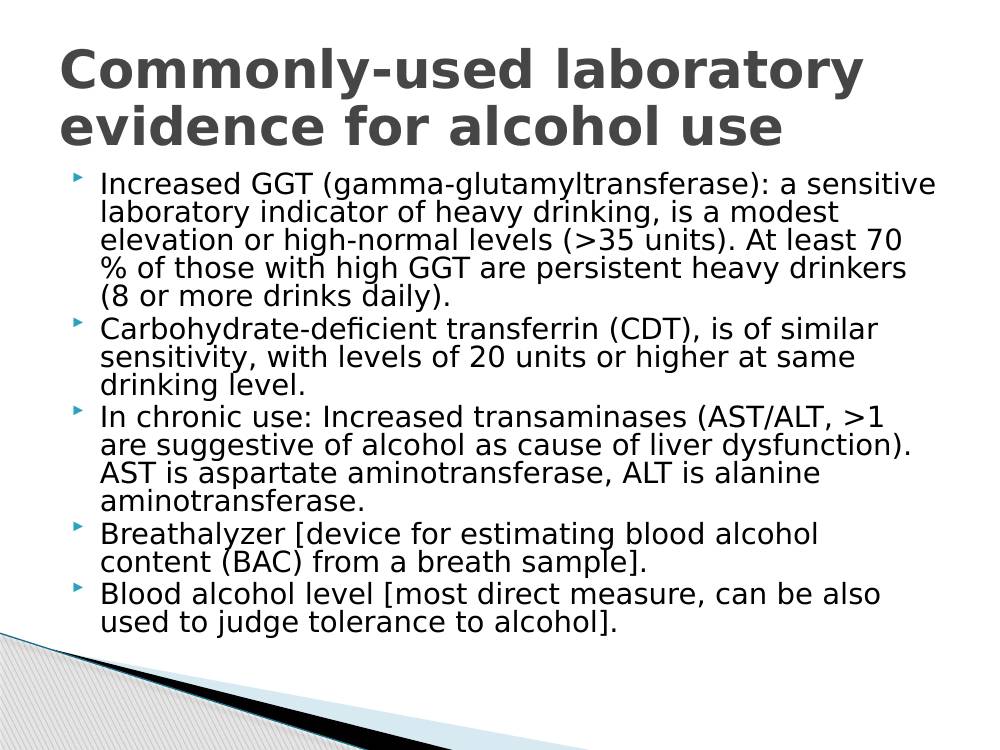 Commonly-used laboratory
evidence for alcohol use
Increased GGT (gamma-glutamyltransferase): a sensitive
laboratory indicator of heavy drinking, is a modest
elevation or high-normal levels (>35 units). At least 70
% of those with high GGT are persistent heavy drinkers
(8 or more drinks daily).
Carbohydrate-deficient transferrin (CDT), is of similar
sensitivity, with levels of 20 units or higher at same
drinking level.
In chronic use: Increased transaminases (AST/ALT, >1
are suggestive of alcohol as cause of liver dysfunction).
AST is aspartate aminotransferase, ALT is alanine
aminotransferase.
Breathalyzer [device for estimating blood alcohol
content (BAC) from a breath sample].
Blood alcohol level [most direct measure, can be also
used to judge tolerance to alcohol].